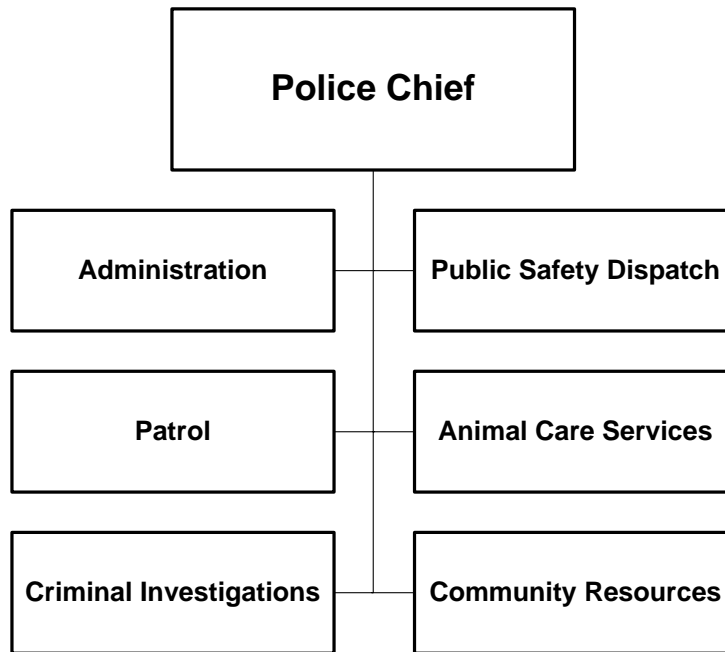 Police Chief
Administration
Public Safety Dispatch
Patrol
Animal Care Services
Criminal Investigations
Community Resources